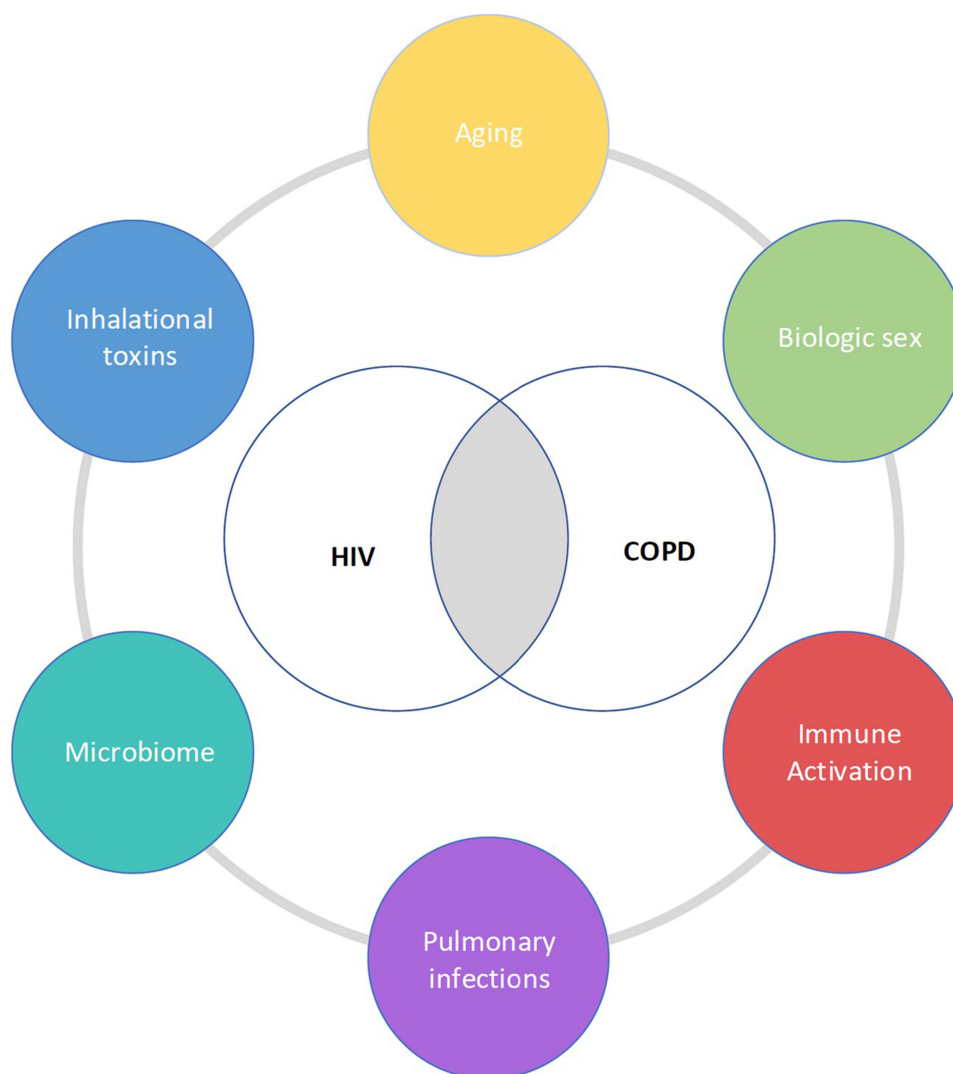 Aging
Inhalational
toxins
Biologic sex
HIV
COPD
Microbiome
Immune
Activation
Pulmonary
infections